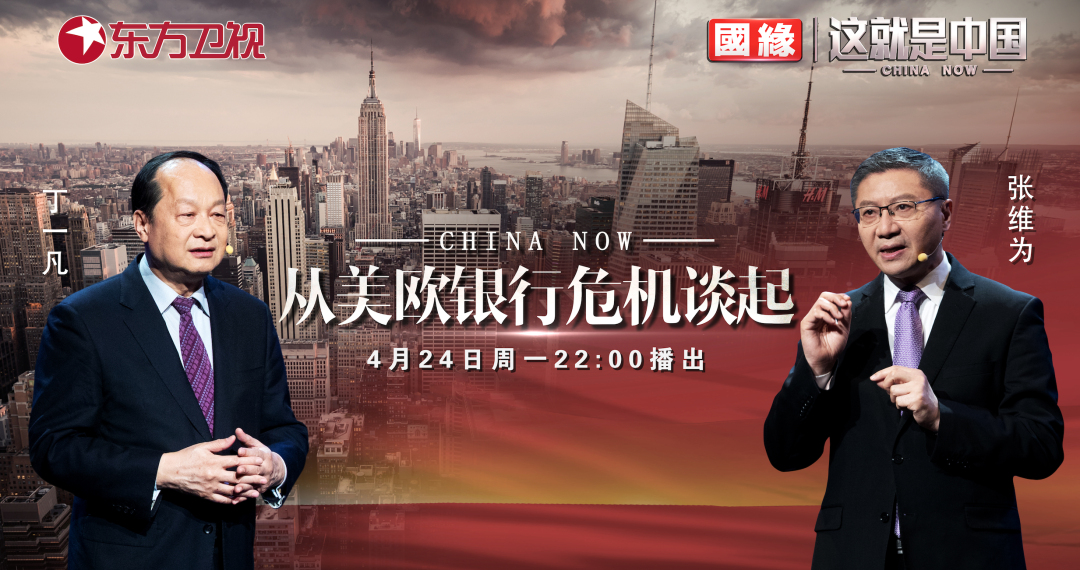 东方卫视
國緣
这就是中国
CHINA NOW
丁一凡
张维为
CHINA NOW
从美欧银行危机谈起
4月24日周一22:00播出
H&M